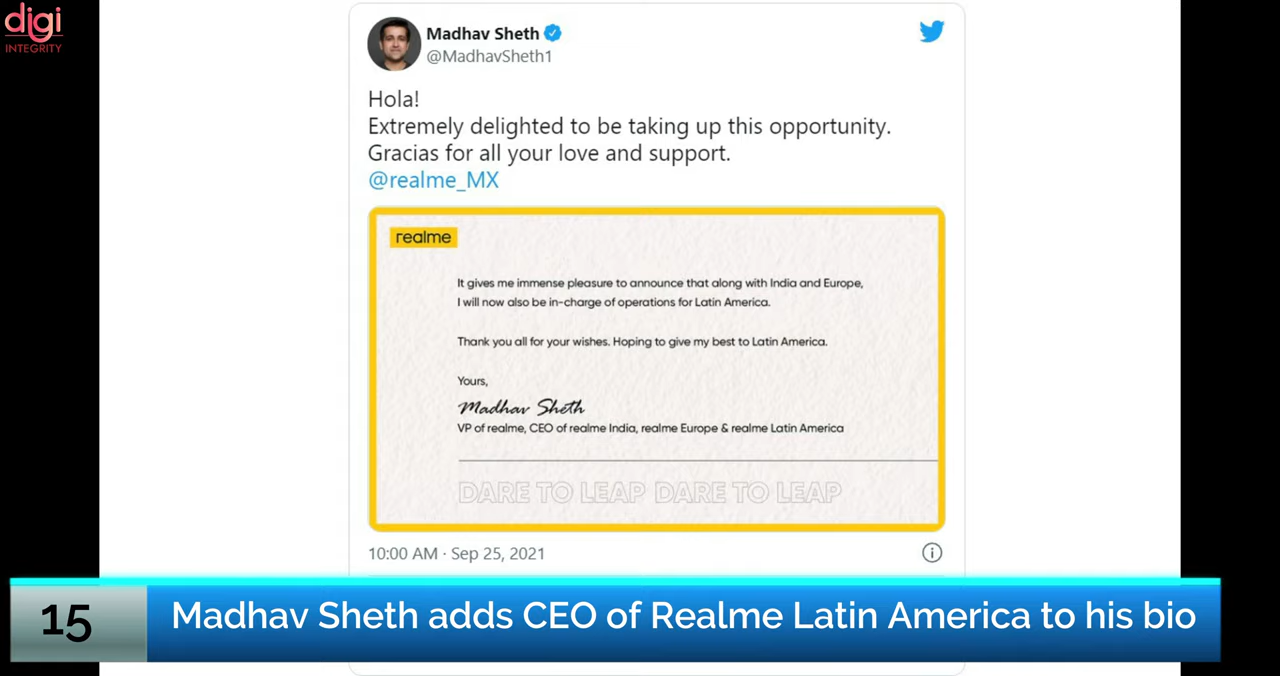 digi
INTEGRITY
Madhav Sheth
@MadhavSheth1
Hola!
Extremely delighted to be taking up this opportunity.
Gracias for all your love and support.
@realme_MX
realme
It gives me immense pleasure to announce that along with India and Europe,
I will now also be in-charge of operations for Latin America.
Thank you all for your wishes. Hoping to give my best to Latin America.
Yours,
Madhav Sheth
VP of realme, CEO of realme India, realme Europe & realme Latin America
DARE TO LEAP DARE TO LEAP
10:00 AM · Sep 25, 2021
15
Madhav Sheth adds CEO of Realme Latin America to his bio